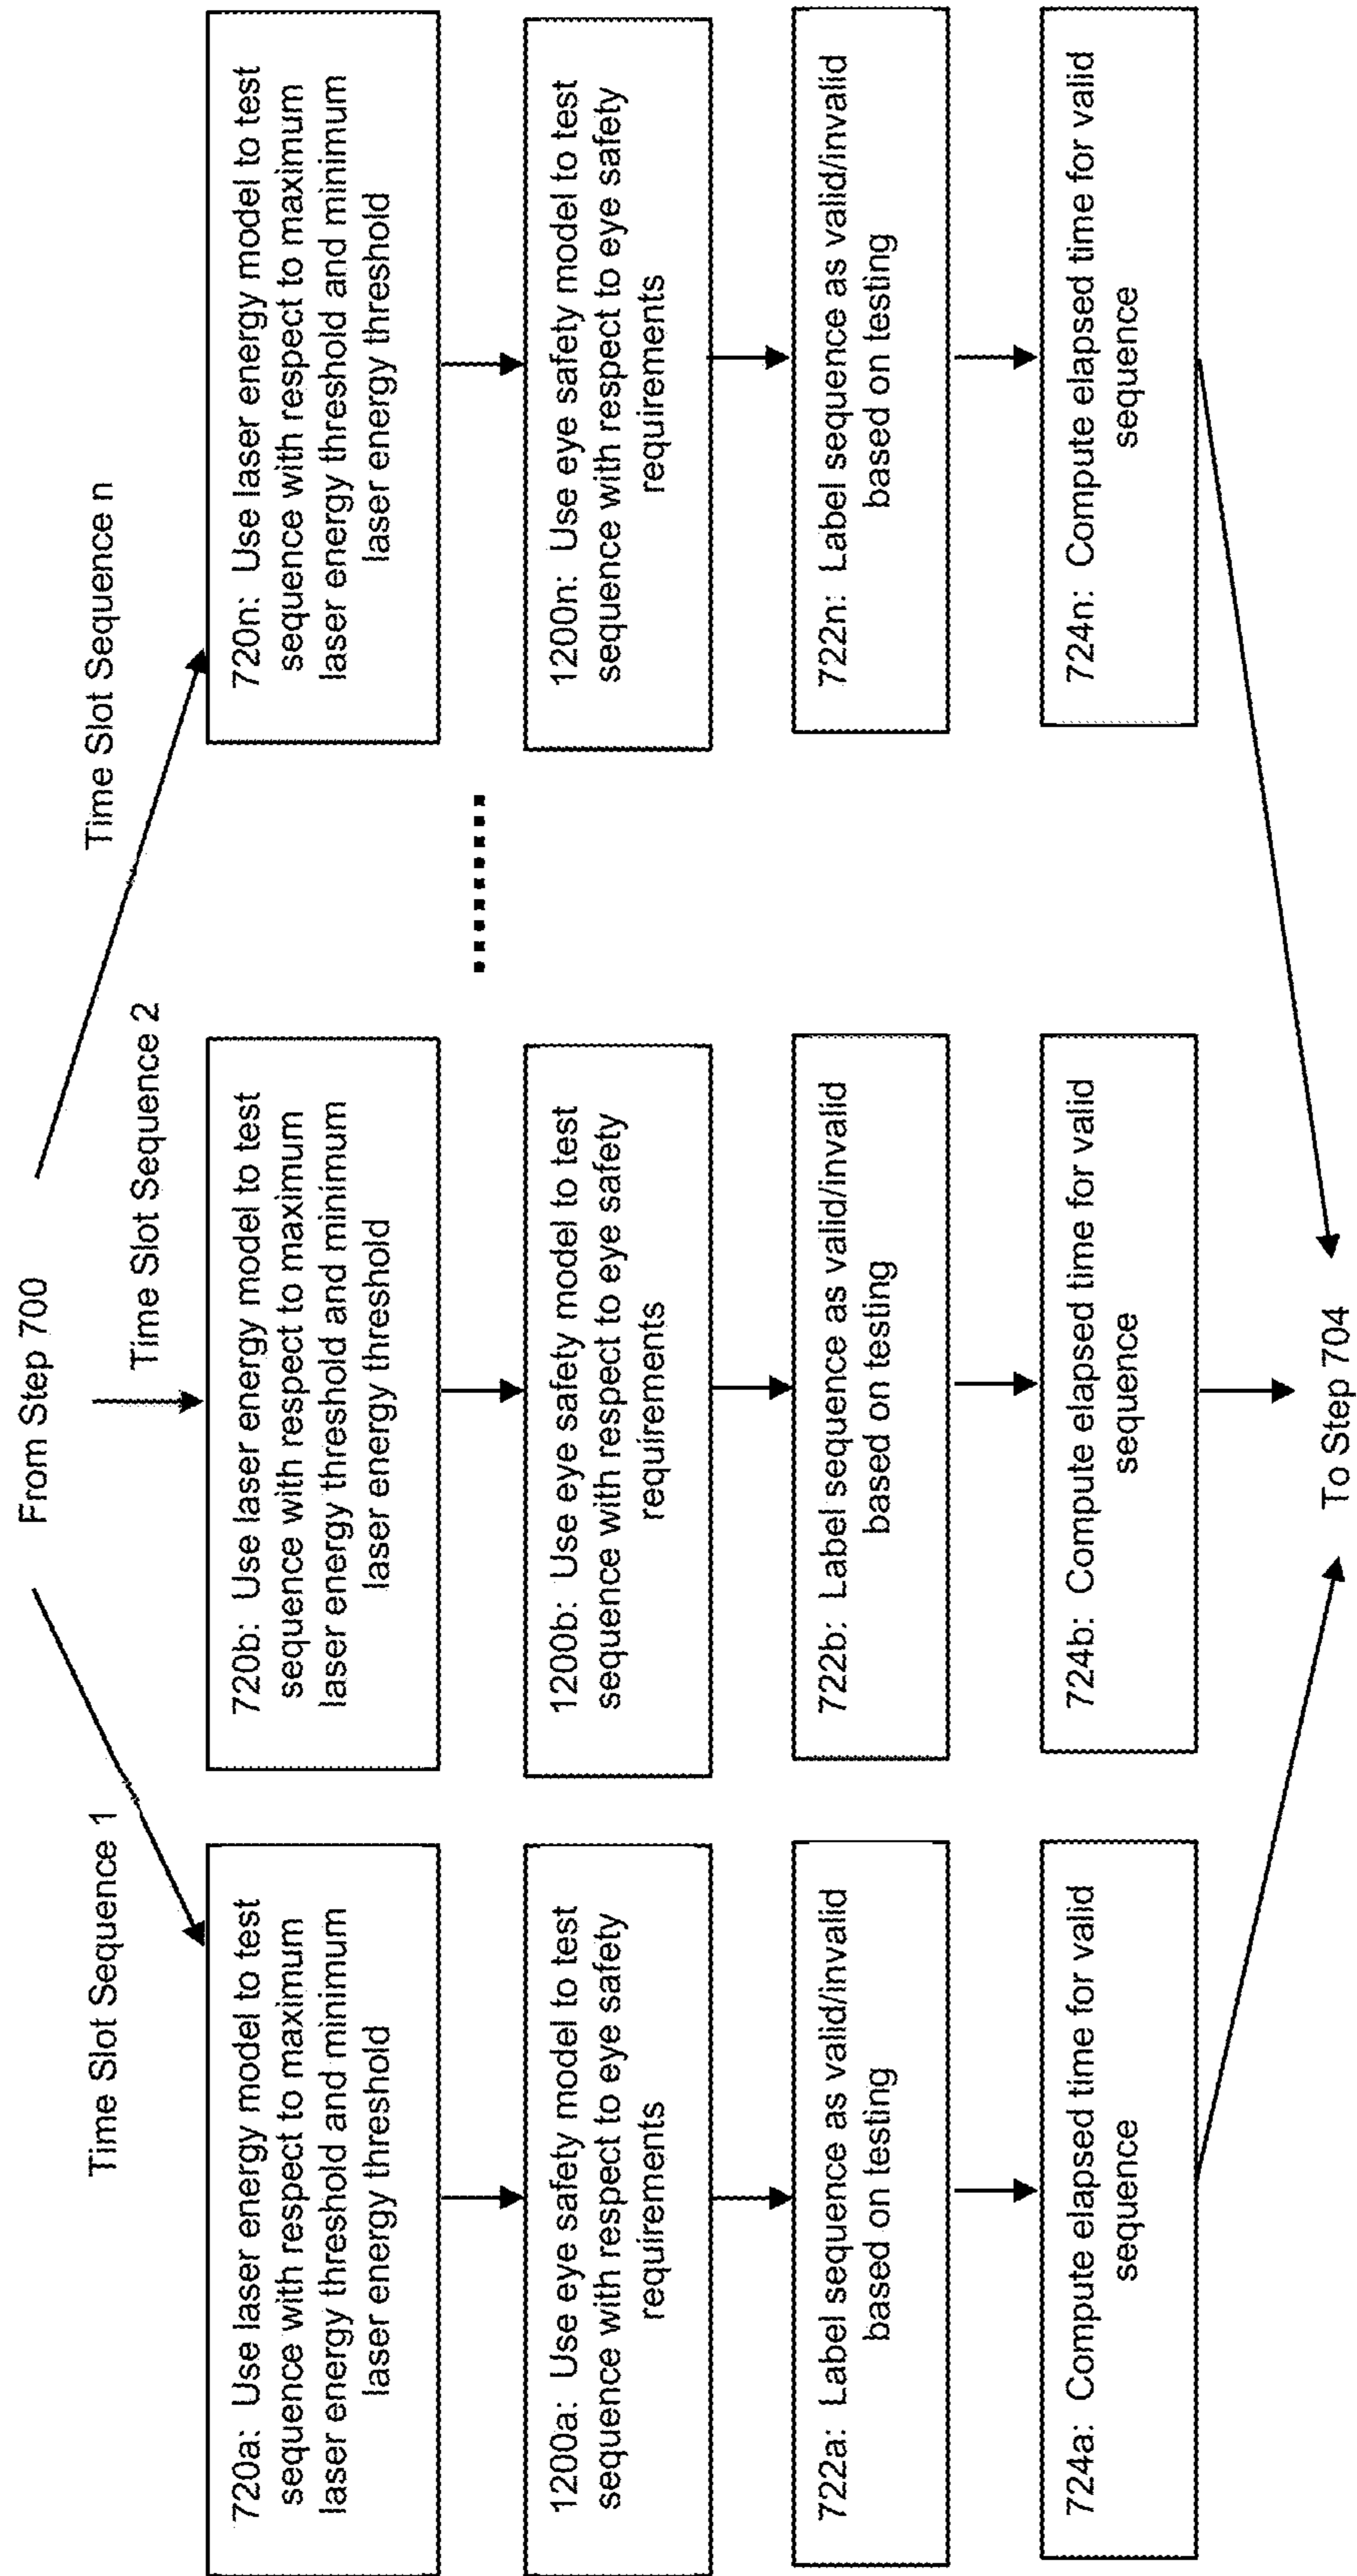 From Step 700
Time Slot Sequence 1
Time Slot Sequence 2
Time Slot Sequence n
720a: Use laser energy model to test
sequence with respect to maximum
laser energy threshold and minimum
laser energy threshold
1200a: Use eye safety model to test
sequence with respect to eye safety
requirements
722a: Label sequence as valid/invalid
based on testing
724a: Compute elapsed time for valid
sequence
720b: Use laser energy model to test
sequence with respect to maximum
laser energy threshold and minimum
laser energy threshold
1200b: Use eye safety model to test
sequence with respect to eye safety
requirements
722b: Label sequence as valid/invalid
based on testing
724b: Compute elapsed time for valid
sequence
720n: Use laser energy model to test
sequence with respect to maximum
laser energy threshold and minimum
laser energy threshold
1200n: Use eye safety model to test
sequence with respect to eye safety
requirements
722n: Label sequence as valid/invalid
based on testing
724n: Compute elapsed time for valid
sequence
To Step 704